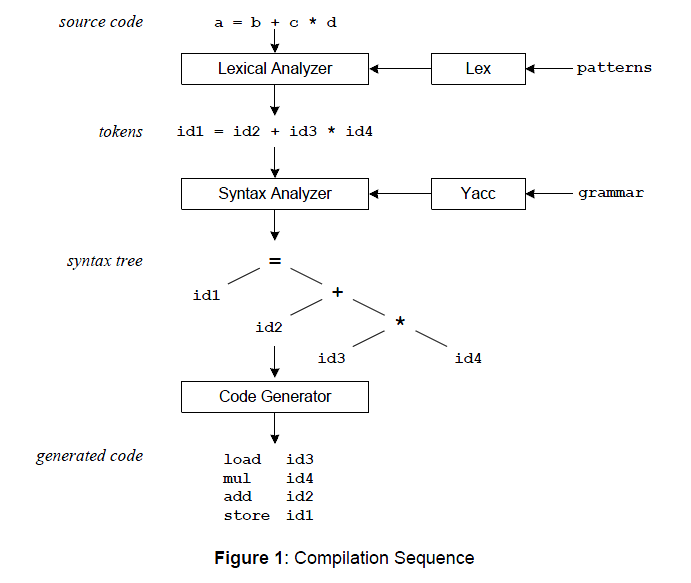 source code a = b + c * d
Lexical Analyzer Lex patterns
tokens id1 = id2 + id3 * id4
Syntax Analyzer Yacc grammar
syntax tree =
id1 +
id2 *
id3 id4
Code Generator
generated code load id3
mul id4
add id2
store id1
Figure 1: Compilation Sequence